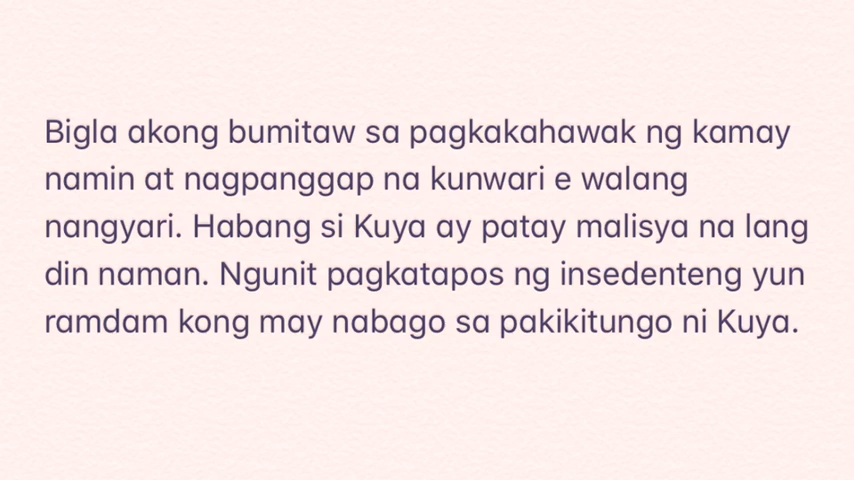 Bigla akong bumitaw sa pagkakahawak ng kamay
namin at nagpanggap na kunwari e walang
nangyari. Habang si Kuya ay patay malisya na lang
din naman. Ngunit pagkatapos ng insedenteng yun
ramdam kong may nabago sa pakikitungo ni Kuya.